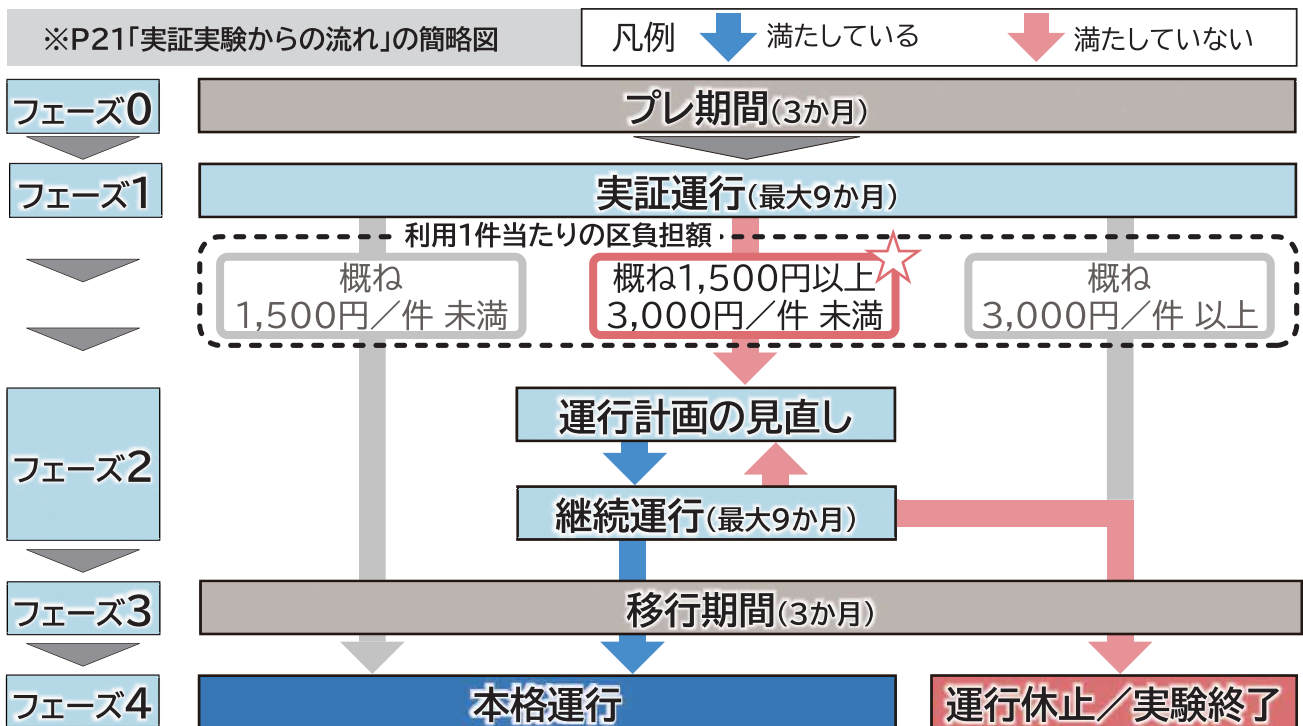 ※P21「実証実験からの流れ」の簡略図
凡例 満たしている 満たしていない
フェーズ0
プレ期間(3か月)
フェーズ1
実証運行(最大9か月)
利用1件当たりの区負担額
概ね
1,500円／件 未満
概ね1,500円以上
3,000円／件 未満
概ね
3,000円／件 以上
フェーズ2
運行計画の見直し
継続運行(最大9か月)
フェーズ3
移行期間(3か月)
フェーズ4
本格運行
運行休止／実験終了